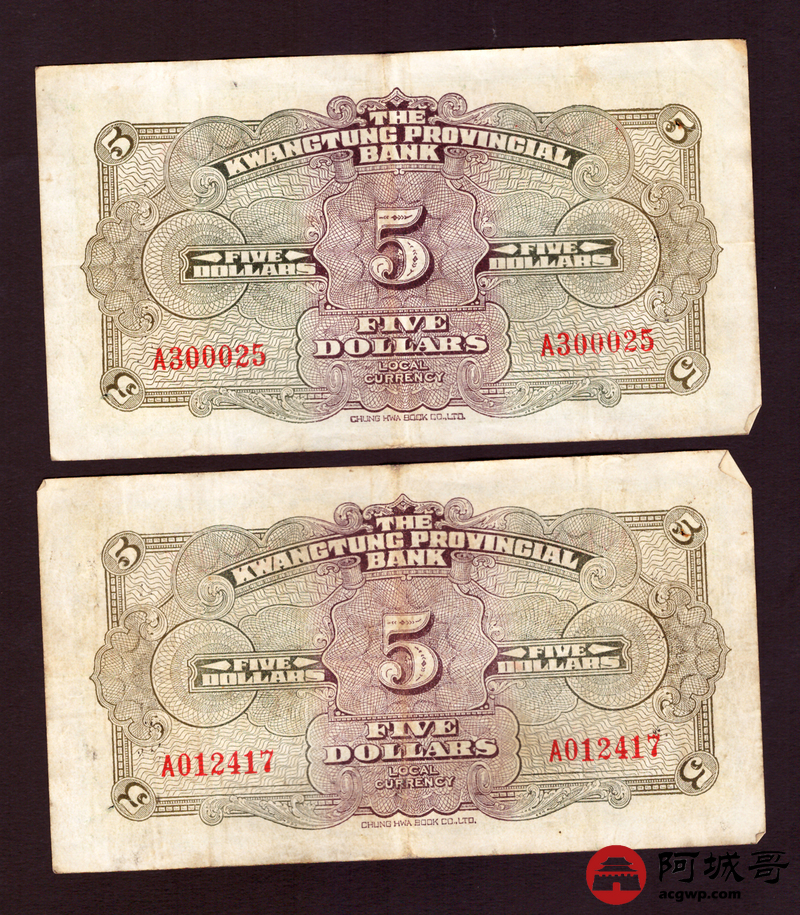 5 5
THE
KWANGTUNG PROVINCIAL
BANK
5
FIVE
DOLLARS
FIVE
DOLLARS
FIVE
DOLLARS
A300025 A300025
LOCAL
CURRENCY
5 5
CHUNG HWA BOOK CO.,LTD.
5 5
THE
KWANGTUNG PROVINCIAL
BANK
5
FIVE
DOLLARS
FIVE
DOLLARS
FIVE
DOLLARS
A012417 A012417
LOCAL
CURRENCY
5 5
CHUNG HWA BOOK CO.,LTD.
阿城哥
acgwp.com